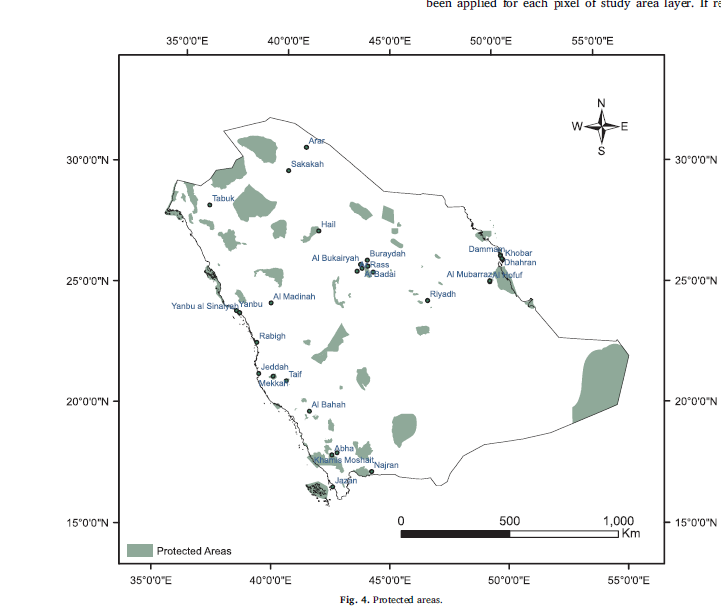 been applied for each pixel of study area layer. If re
35°0'0"E 40°0'0"E 45°0'0"E 50°0'0"E 55°0'0"E
N
W E
S
30°0'0"N 30°0'0"N
Arar
Sakakah
Tabuk
Hail
Buraydah
Al Bukairyah
Rass
Al Badai
Dammam
Khobar
Dhahran
Al Mubarraz
Al Hofuf
25°0'0"N 25°0'0"N
Riyadh
Al Madinah
Yanbu al Sinaiyah
Yanbu
Rabigh
Jeddah
Mekkah
Taif
20°0'0"N 20°0'0"N
Al Bahah
Abha
Khamis Moshait
Najran
Jazan
15°0'0"N 15°0'0"N
0 500 1,000
Km
Protected Areas
35°0'0"E 40°0'0"E 45°0'0"E 50°0'0"E 55°0'0"E
Fig. 4. Protected areas.